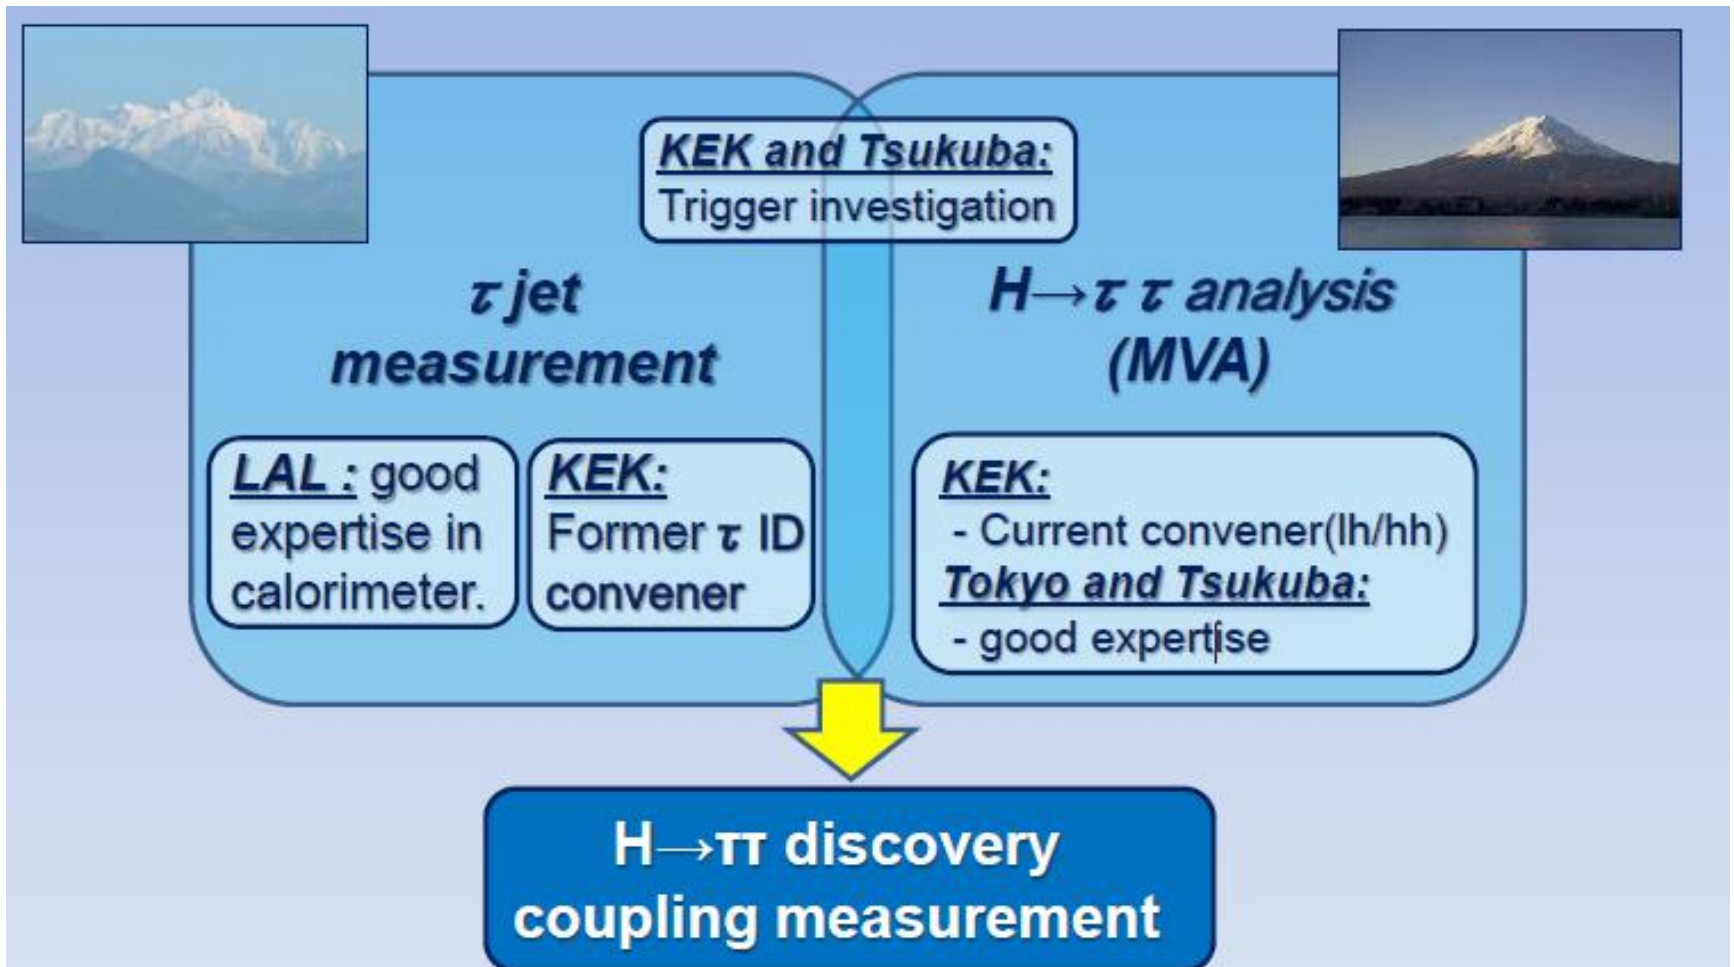 KEK and Tsukuba:
Trigger investigation
τ jet
measurement
H→τ τ analysis
(MVA)
LAL : good
expertise in
calorimeter.
KEK:
Former τ ID
convener
KEK:
- Current convener(lh/hh)
Tokyo and Tsukuba:
- good expertise
H→ττ discovery
coupling measurement